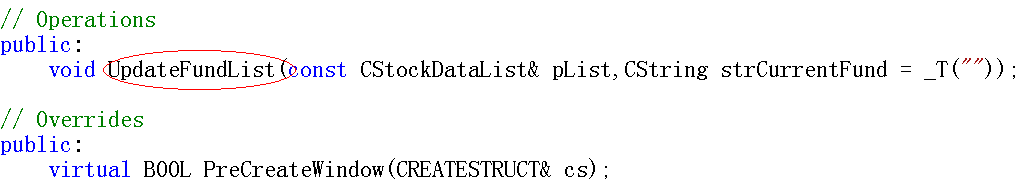 // Operations
public:
    void UpdateFundList(const CStockDataList& pList,CString strCurrentFund = _T(""));
// Overrides
public:
    virtual BOOL PreCreateWindow(CREATESTRUCT& cs);